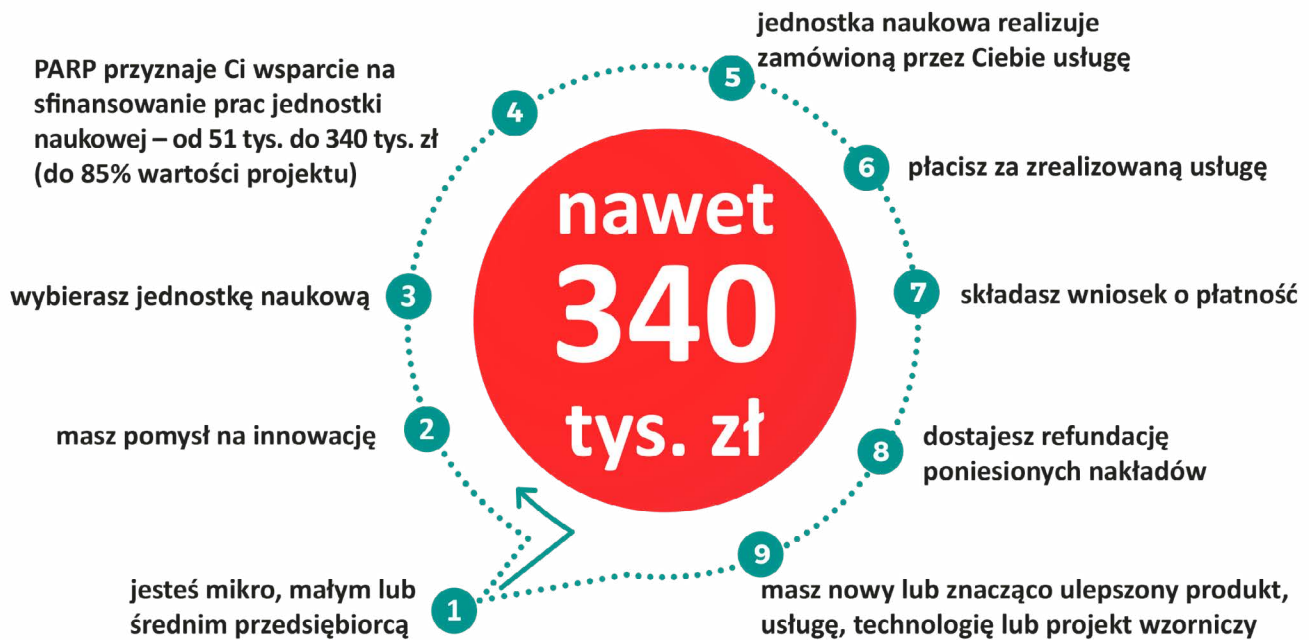 nawet
340
tys. zł
1
jesteś mikro, małym lub
średnim przedsiębiorcą
2
masz pomysł na innowację
3
wybierasz jednostkę naukową
4
PARP przyznaje Ci wsparcie na
sfinansowanie prac jednostki
naukowej – od 51 tys. do 340 tys. zł
(do 85% wartości projektu)
5
jednostka naukowa realizuje
zamówioną przez Ciebie usługę
6
płacisz za zrealizowaną usługę
7
składasz wniosek o płatność
8
dostajesz refundację
poniesionych nakładów
9
masz nowy lub znacząco ulepszony produkt,
usługę, technologię lub projekt wzorniczy